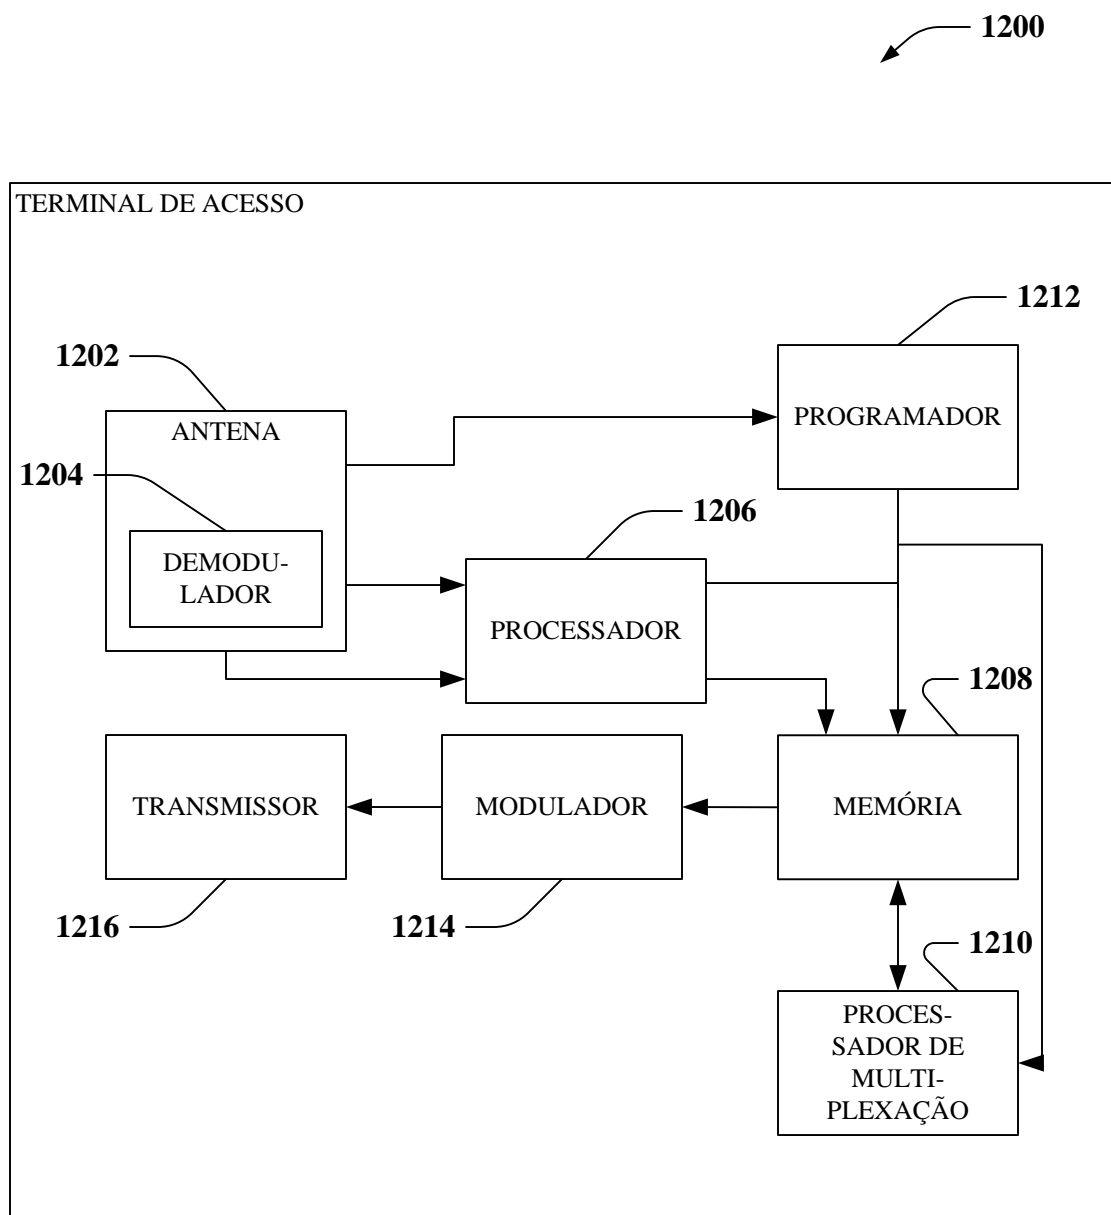 1200
TERMINAL DE ACESSO
1212
1202
PROGRAMADOR
ANTENA
1204
1206
DEMODU-
LADOR
PROCESSADOR
1208
TRANSMISSOR
MODULADOR
MEMÓRIA
1216
1214
1210
PROCES-
SADOR DE
MULTI-
PLEXAÇÃO